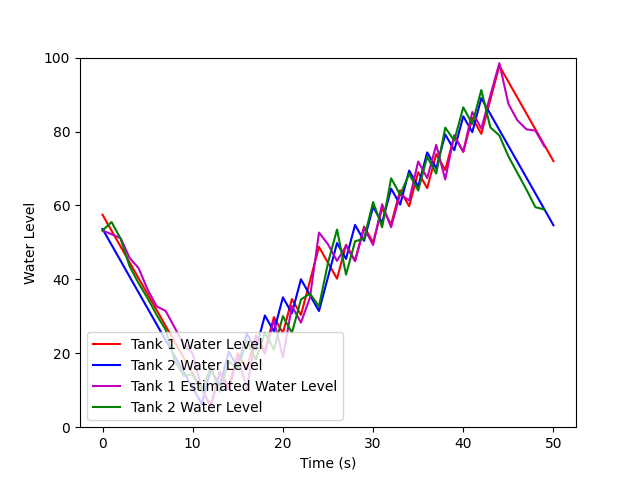 100
80
60
40
20
0
Water Level
Tank 1 Water Level
Tank 2 Water Level
Tank 1 Estimated Water Level
Tank 2 Water Level
0 10 20 30 40 50
Time (s)